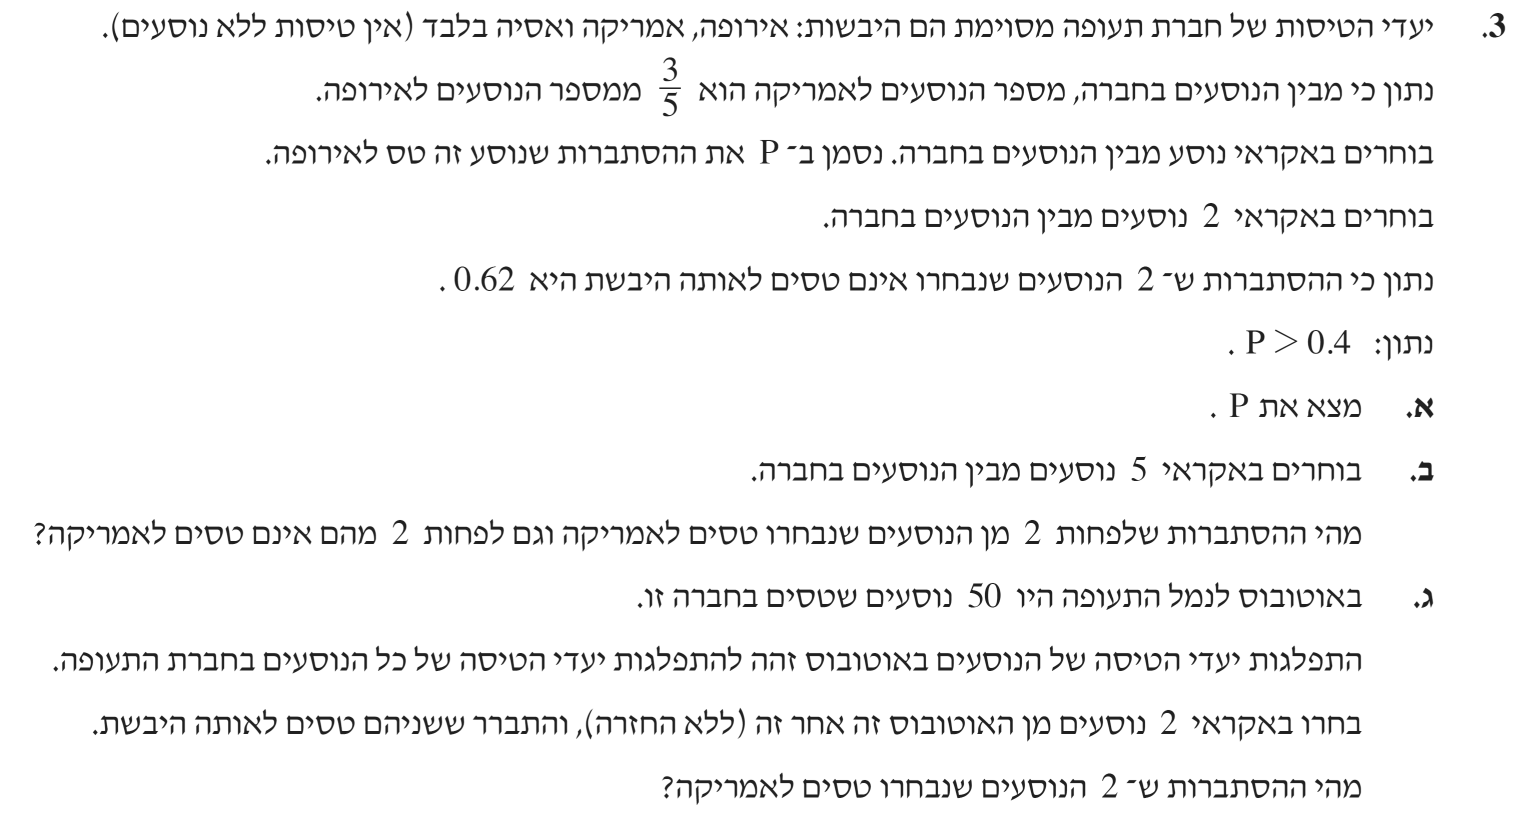 3. יעדי הטיסות של חברת תעופה מסוימת הם היבשות: אירופה, אמריקה ואסיה בלבד (אין טיסות ללא נוסעים).
נתון כי מבין הנוסעים בחברה, מספר הנוסעים לאמריקה הוא 3/5 ממספר הנוסעים לאירופה.
בוחרים באקראי נוסע מבין הנוסעים בחברה. נסמן ב־ P את ההסתברות שנוסע זה טס לאירופה.
בוחרים באקראי 2 נוסעים מבין הנוסעים בחברה.
נתון כי ההסתברות ש־ 2 הנוסעים שנבחרו אינם טסים לאותה היבשת היא 0.62 .
נתון: P > 0.4 .
א. מצא את P .
ב. בוחרים באקראי 5 נוסעים מבין הנוסעים בחברה.
מהי ההסתברות שלפחות 2 מן הנוסעים שנבחרו טסים לאמריקה וגם לפחות 2 מהם אינם טסים לאמריקה?
ג. באוטובוס לנמל התעופה היו 50 נוסעים שטסים בחברה זו.
התפלגות יעדי הטיסה של הנוסעים באוטובוס זהה להתפלגות יעדי הטיסה של כל הנוסעים בחברת התעופה.
בחרו באקראי 2 נוסעים מן האוטובוס זה אחר זה (ללא החזרה), והתברר ששניהם טסים לאותה היבשת.
מהי ההסתברות ש־ 2 הנוסעים שנבחרו טסים לאמריקה?